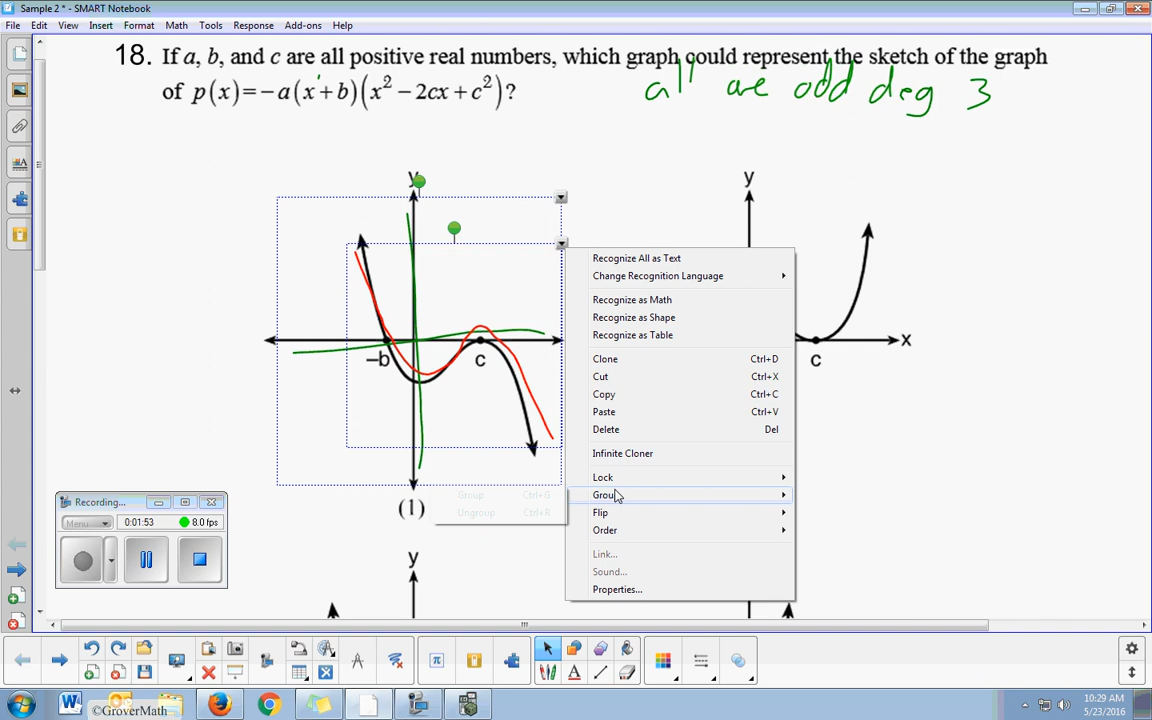 Sample 2 * - SMART Notebook
File Edit View Insert Format Math Tools Response Add-ons Help
18. If a, b, and c are all positive real numbers, which graph could represent the sketch of the graph
of p(x)=−a(x+b)(x²−2cx+c²)?
all are odd deg 3
y
y
–b
c
c
x
(1)
y
Recognize All as Text
Change Recognition Language
Recognize as Math
Recognize as Shape
Recognize as Table
Clone Ctrl+D
Cut Ctrl+X
Copy Ctrl+C
Paste Ctrl+V
Delete Del
Infinite Cloner
Lock
Group
Flip
Order
Link...
Sound...
Properties...
Group Ctrl+G
Ungroup Ctrl+R
Recording...
Menu
0:01:53
8.0 fps
©GroverMath
10:29 AM
5/23/2016